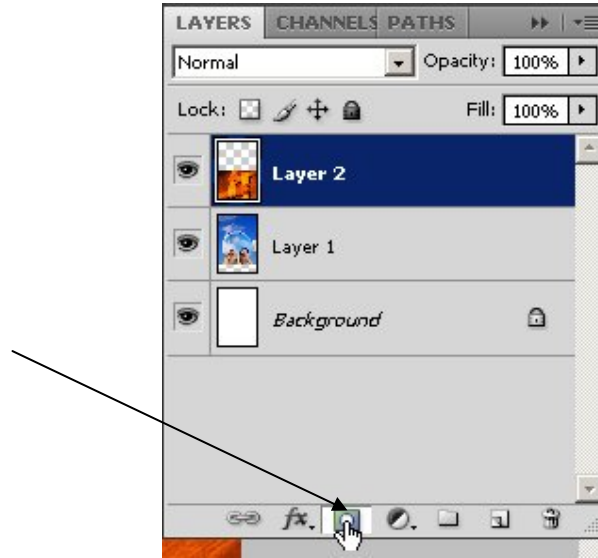 LAYERS CHANNELS PATHS
Normal Opacity: 100%
Lock: Fill: 100%
Layer 2
Layer 1
Background
fx.